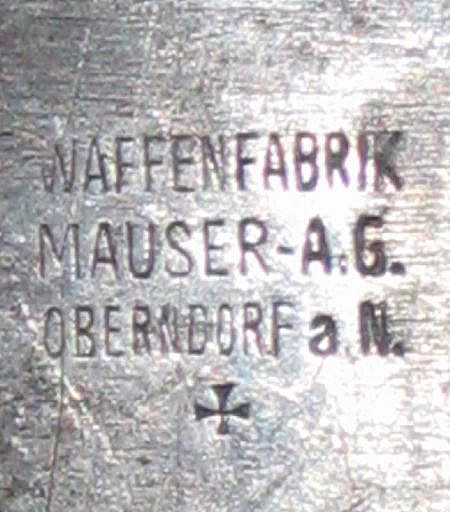 WAFFENFABRIK
MAUSER-A.G.
OBERNDORF a N.